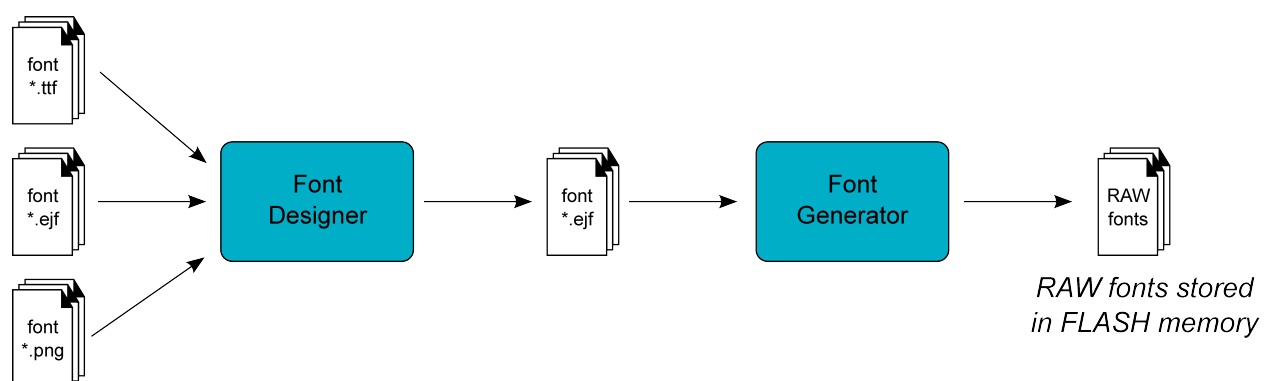 font
*.ttf
font
*.ejf
font
*.png
Font
Designer
font
*.ejf
Font
Generator
RAW
fonts
RAW fonts stored
in FLASH memory